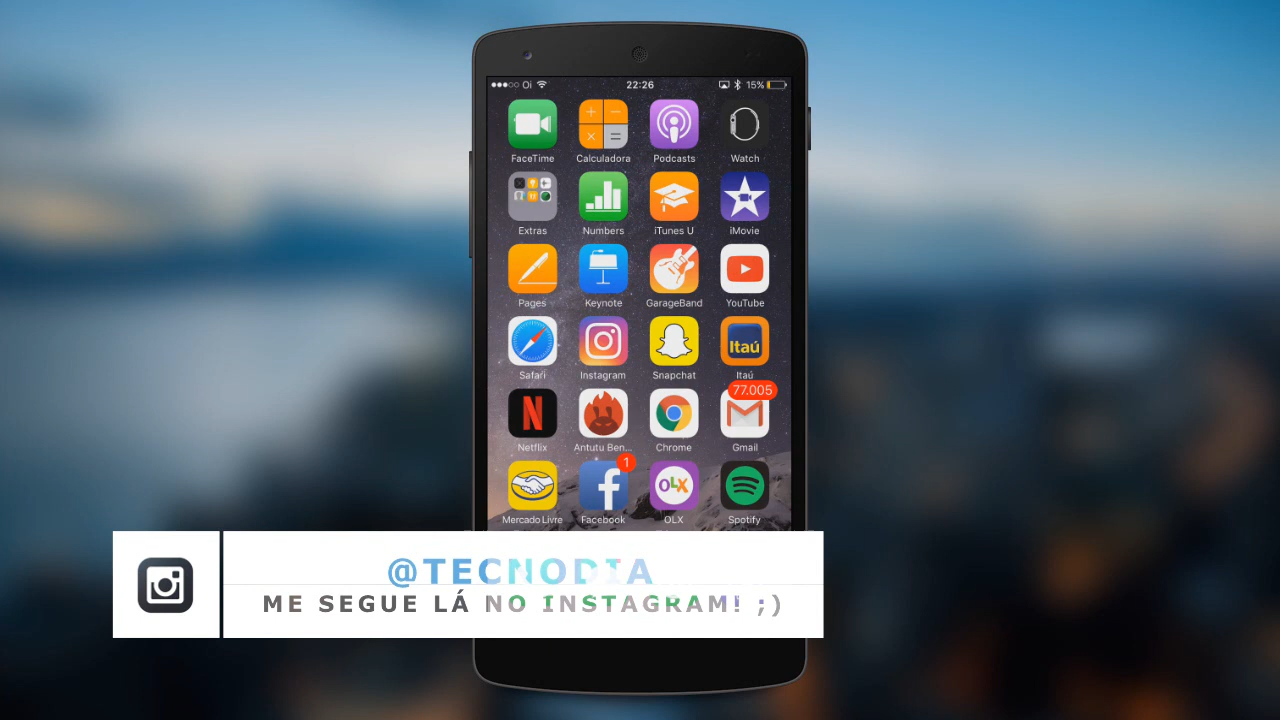 Oi 22:26 15%
FaceTime Calculadora Podcasts Watch
Extras Numbers iTunes U iMovie
Pages Keynote GarageBand YouTube
Itaú
Safari Instagram Snapchat Itaú
77.005
N
Netflix Antutu Ben... Chrome Gmail
1
f OLX
Mercado Livre Facebook OLX Spotify
@TECNODIA
ME SEGUE LÁ NO INSTAGRAM! ;)